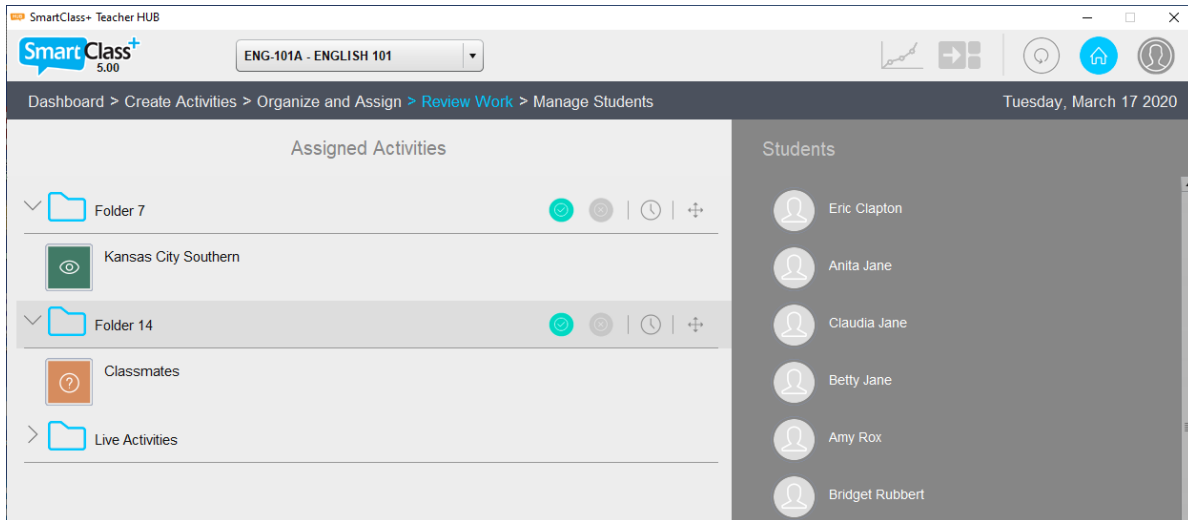 SmartClass+ Teacher HUB
SmartClass+
5.00
ENG-101A - ENGLISH 101
Dashboard > Create Activities > Organize and Assign > Review Work > Manage Students
Tuesday, March 17 2020
Assigned Activities
Folder 7
Kansas City Southern
Folder 14
Classmates
Live Activities
Students
Eric Clapton
Anita Jane
Claudia Jane
Betty Jane
Amy Rox
Bridget Rubbert